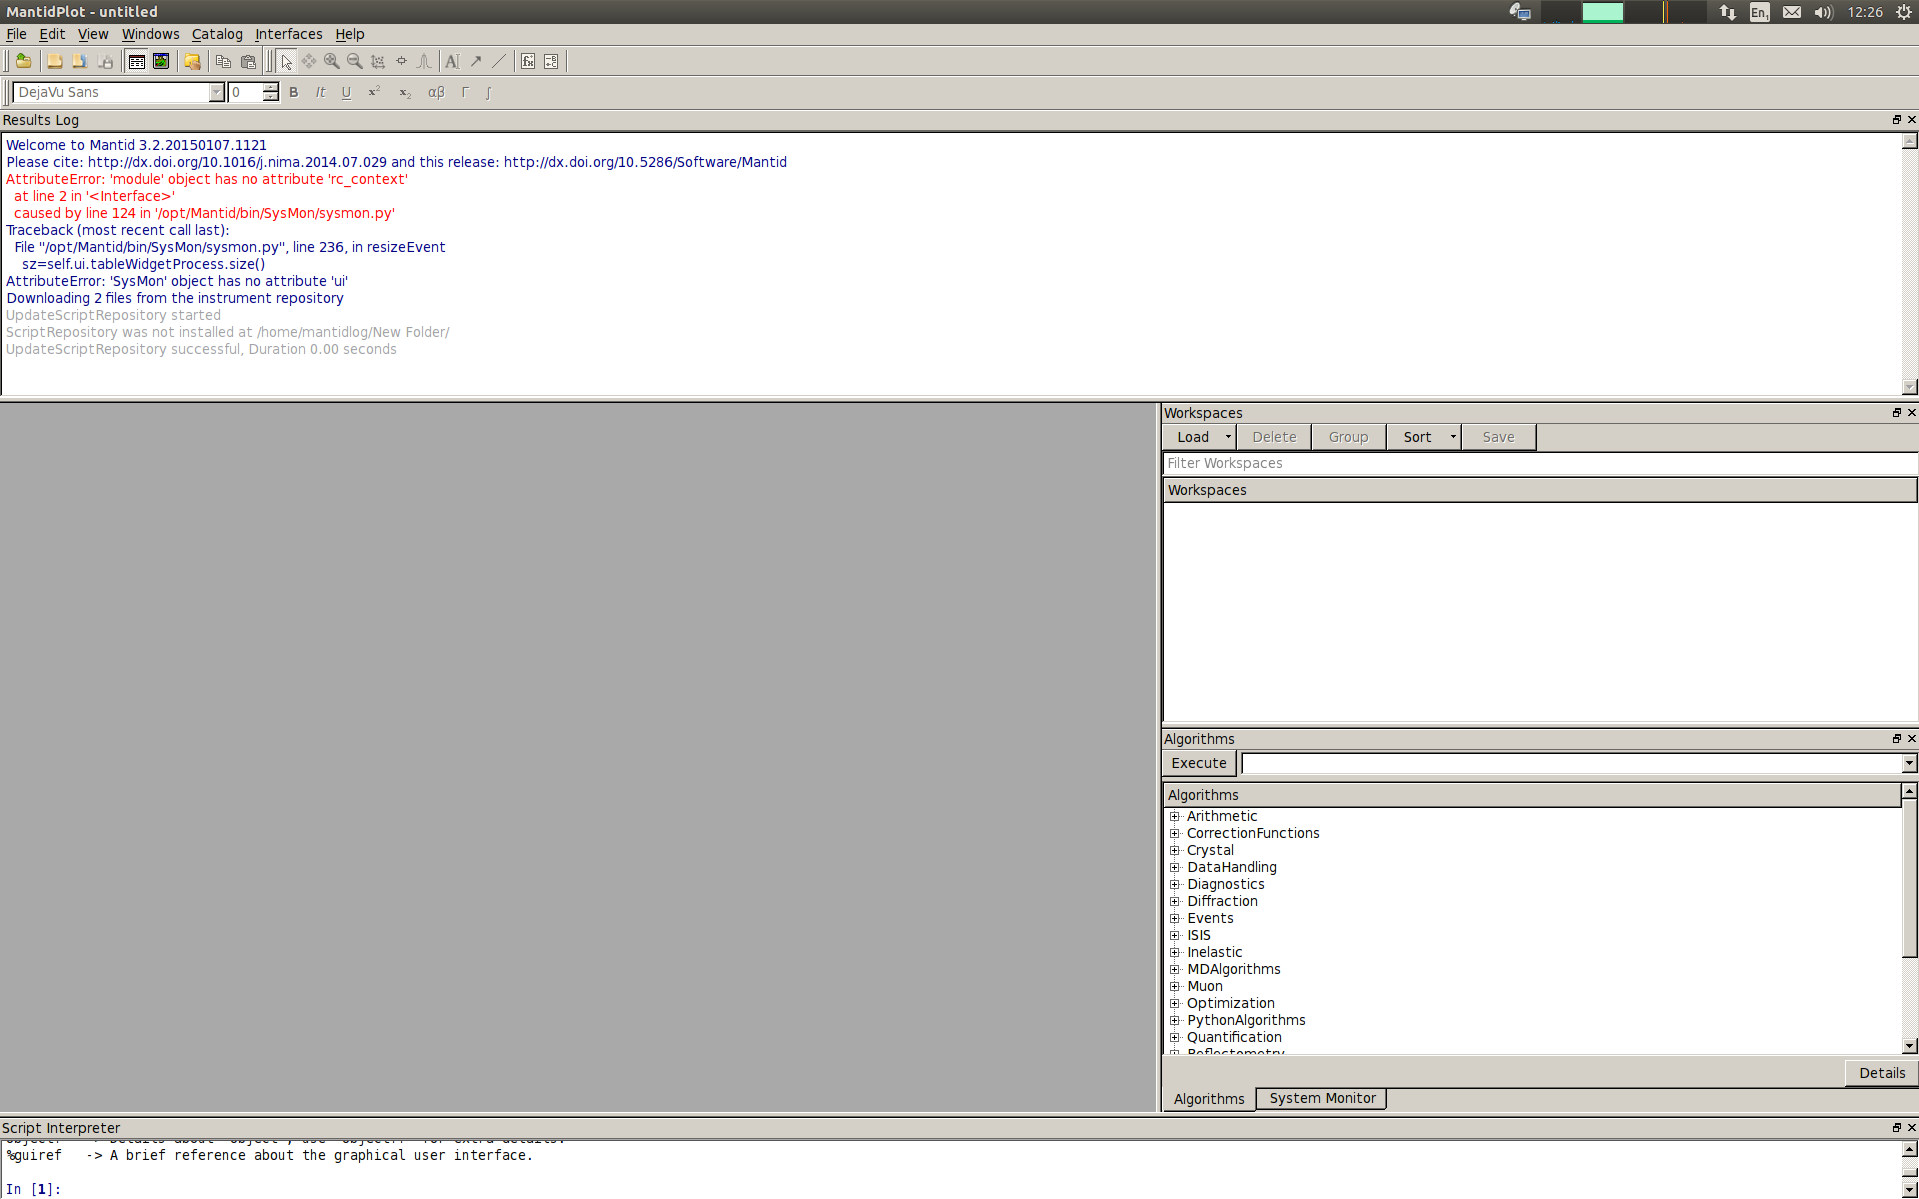 MantidPlot - untitled
En1
12:26
File Edit View Windows Catalog Interfaces Help
DejaVu Sans
0
B It U x² x₂ αβ Γ ∫
Results Log
Welcome to Mantid 3.2.20150107.1121
Please cite: http://dx.doi.org/10.1016/j.nima.2014.07.029 and this release: http://dx.doi.org/10.5286/Software/Mantid
AttributeError: 'module' object has no attribute 'rc_context'
at line 2 in '<Interface>'
caused by line 124 in '/opt/Mantid/bin/SysMon/sysmon.py'
Traceback (most recent call last):
File "/opt/Mantid/bin/SysMon/sysmon.py", line 236, in resizeEvent
sz=self.ui.tableWidgetProcess.size()
AttributeError: 'SysMon' object has no attribute 'ui'
Downloading 2 files from the instrument repository
UpdateScriptRepository started
ScriptRepository was not installed at /home/mantidlog/New Folder/
UpdateScriptRepository successful, Duration 0.00 seconds
Workspaces
Load Delete Group Sort Save
Filter Workspaces
Workspaces
Algorithms
Execute
Algorithms
Arithmetic
CorrectionFunctions
Crystal
DataHandling
Diagnostics
Diffraction
Events
ISIS
Inelastic
MDAlgorithms
Muon
Optimization
PythonAlgorithms
Quantification
Reflectometry
Details
Algorithms System Monitor
Script Interpreter
%guiref -> A brief reference about the graphical user interface.
In [1]: